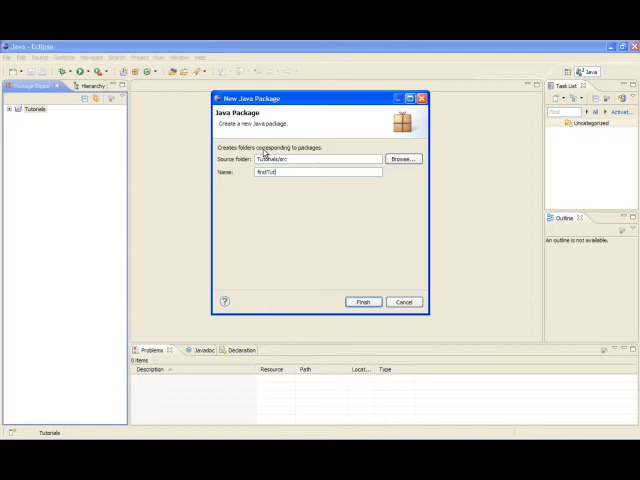 Java - Eclipse
File Edit Source Refactor Navigate Search Project Run Window Help
Java
Package Explor
Hierarchy
Task List
Tutorials
Find
All
Activat...
Uncategorized
New Java Package
Java Package
Create a new Java package.
Creates folders corresponding to packages.
Source folder:
Tutorials/src
Browse...
Name:
firstTut
Finish
Cancel
Outline
An outline is not available.
Problems
Javadoc
Declaration
0 items
Description
Resource
Path
Locat...
Type
Tutorials